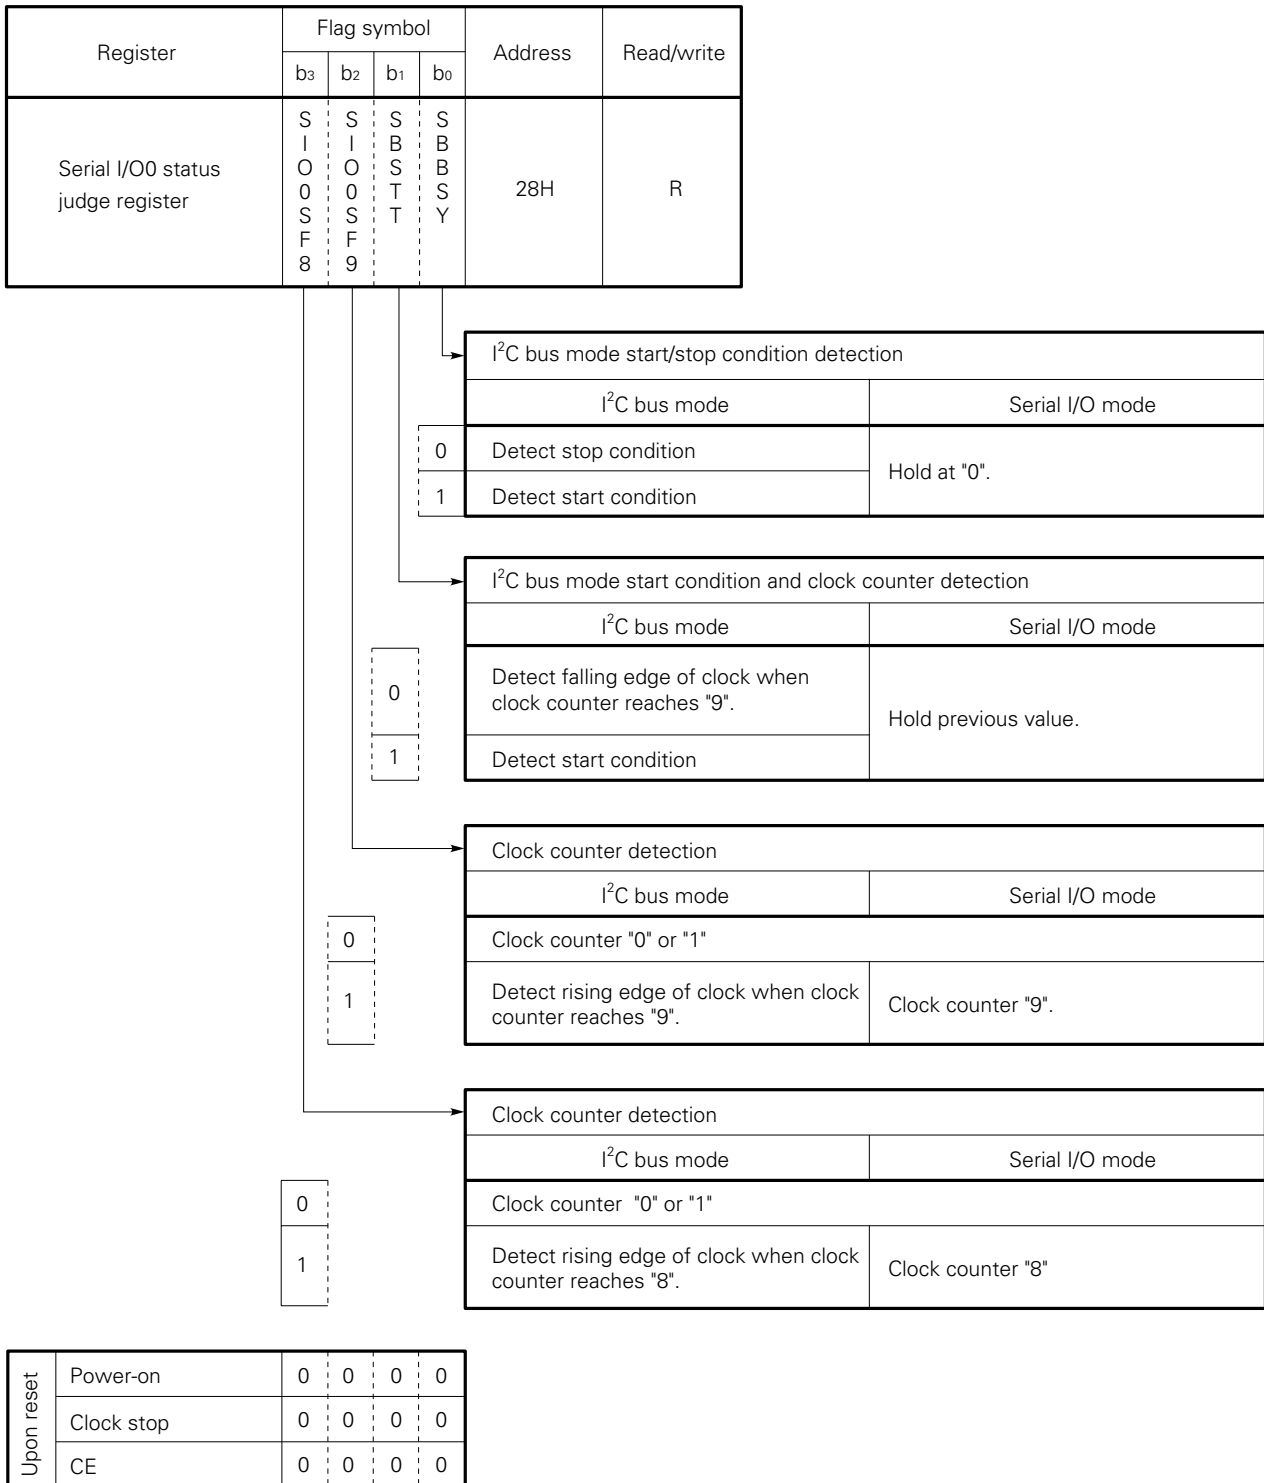 Register
Flag symbol
Address
Read/write
b3 b2 b1 b0
Serial I/O0 status
judge register
SIO0SF8
SIO0SF9
SBSTT
SBBSY
28H
R
I2C bus mode start/stop condition detection
I2C bus mode
Serial I/O mode
0
Detect stop condition
Hold at "0".
1
Detect start condition
I2C bus mode start condition and clock counter detection
I2C bus mode
Serial I/O mode
0
Detect falling edge of clock when
clock counter reaches "9".
Hold previous value.
1
Detect start condition
Clock counter detection
I2C bus mode
Serial I/O mode
0
Clock counter "0" or "1"
1
Detect rising edge of clock when clock
counter reaches "9".
Clock counter "9".
Clock counter detection
I2C bus mode
Serial I/O mode
0
Clock counter "0" or "1"
1
Detect rising edge of clock when clock
counter reaches "8".
Clock counter "8"
Upon reset
Power-on 0 0 0 0
Clock stop 0 0 0 0
CE 0 0 0 0